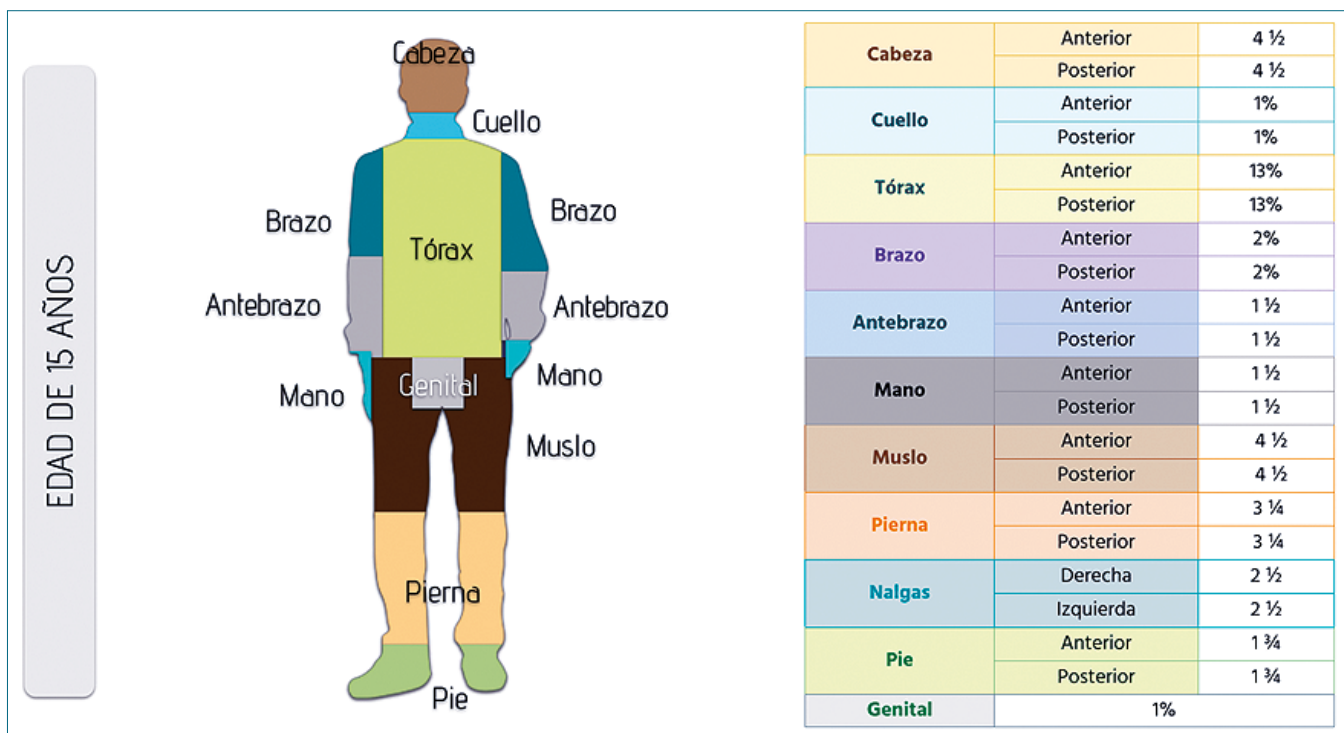 EDAD DE 15 AÑOS
Cabeza
Cuello
Brazo
Brazo
Tórax
Antebrazo
Antebrazo
Mano
Genital
Mano
Muslo
Pierna
Pie
Cabeza
Anterior 4 ½
Posterior 4 ½
Cuello
Anterior 1%
Posterior 1%
Tórax
Anterior 13%
Posterior 13%
Brazo
Anterior 2%
Posterior 2%
Antebrazo
Anterior 1 ½
Posterior 1 ½
Mano
Anterior 1 ½
Posterior 1 ½
Muslo
Anterior 4 ½
Posterior 4 ½
Pierna
Anterior 3 ¼
Posterior 3 ¼
Nalgas
Derecha 2 ½
Izquierda 2 ½
Pie
Anterior 1 ¾
Posterior 1 ¾
Genital 1%